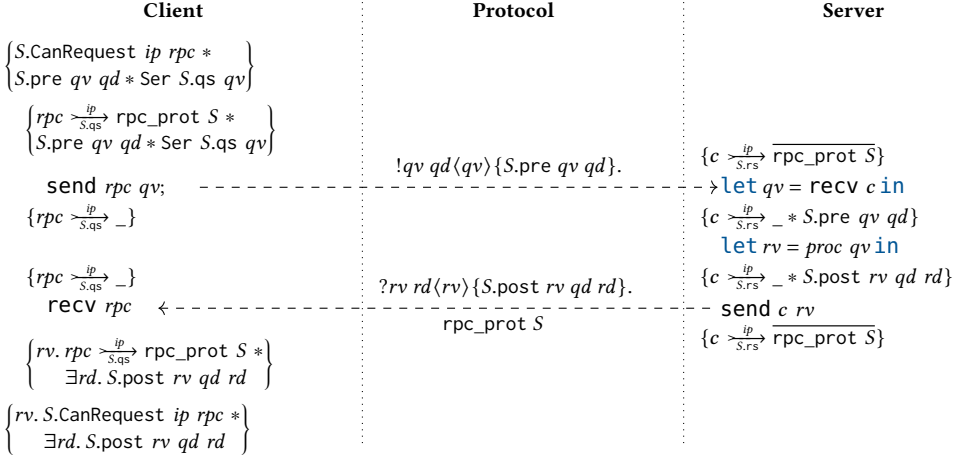 Client Protocol Server
{S.CanRequest ip rpc ∗
S.pre qv qd ∗ Ser S.qs qv}
{rpc ↣^{ip}_{S.qs} rpc_prot S ∗
S.pre qv qd ∗ Ser S.qs qv}
send rpc qv;
{rpc ↣^{ip}_{S.qs} _}
{rpc ↣^{ip}_{S.qs} _}
recv rpc
{rv. rpc ↣^{ip}_{S.qs} rpc_prot S ∗
∃rd. S.post rv qd rd}
{rv. S.CanRequest ip rpc ∗
∃rd. S.post rv qd rd}
!qv qd⟨qv⟩{S.pre qv qd}.
?rv rd⟨rv⟩{S.post rv qd rd}.
rpc_prot S
{c ↣^{ip}_{S.rs} \overline{rpc_prot S}}
let qv = recv c in
{c ↣^{ip}_{S.rs} _ ∗ S.pre qv qd}
let rv = proc qv in
{c ↣^{ip}_{S.rs} _ ∗ S.post rv qd rd}
send c rv
{c ↣^{ip}_{S.rs} \overline{rpc_prot S}}